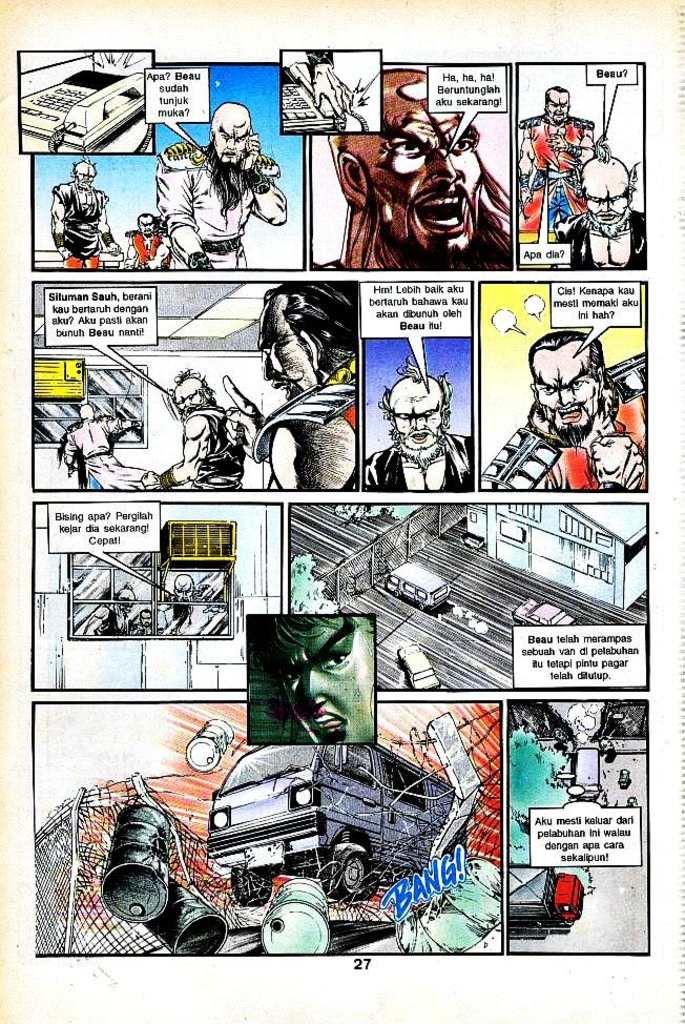 Apa? Beau
sudah
tunjuk
muka?
Ha, ha, ha!
Beruntunglah
aku sekarang!
Beau?
Apa dia?
Siluman Sauh, berani
kau bertaruh dengan
aku? Aku pasti akan
bunuh Beau nanti!
Hm! Lebih baik aku
bertaruh bahawa kau
akan dibunuh oleh
Beau itu!
Cis! Kenapa kau
mesti memaki aku
ini hah?
Bising apa? Pergilah
kejar dia sekarang!
Cepat!
Beau telah merampas
sebuah van di pelabuhan
itu tetapi pintu pagar
telah ditutup.
BANG!
Aku mesti keluar dari
pelabuhan ini walau
dengan apa cara
sekalipun!
27